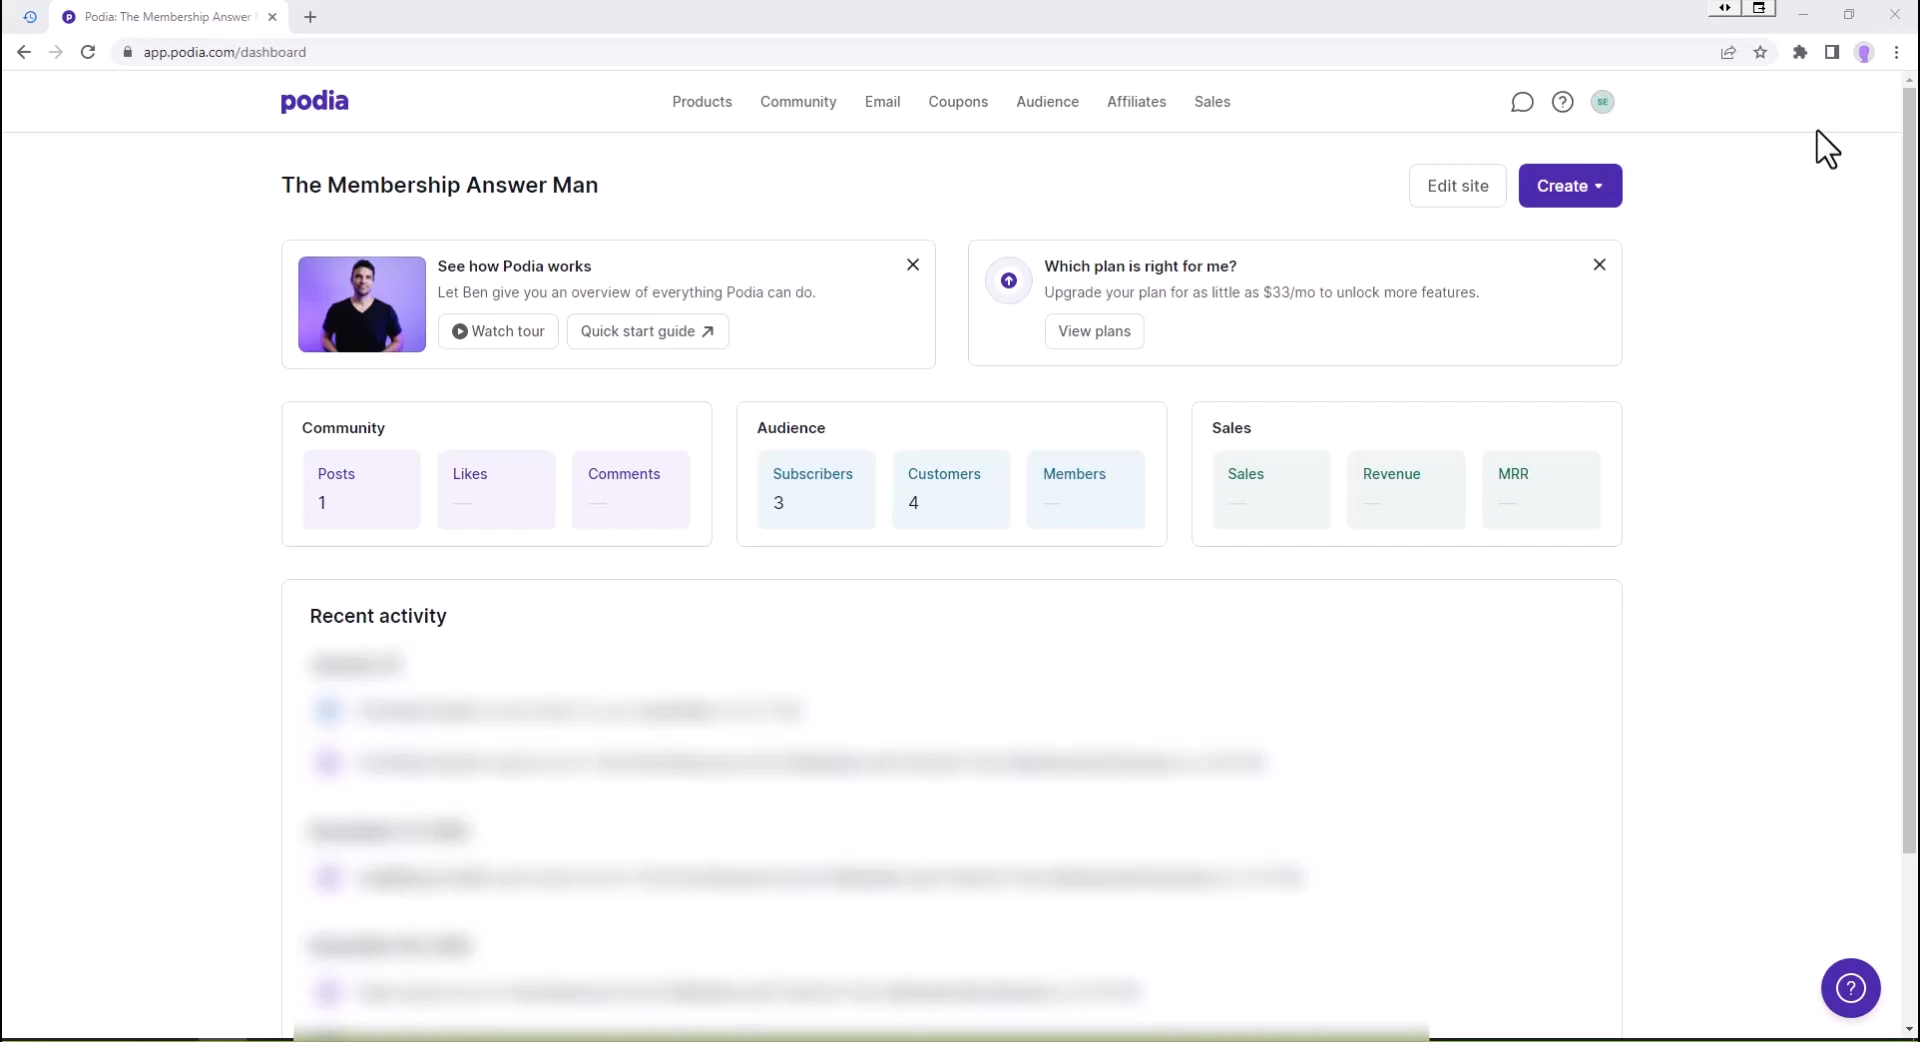 Podia: The Membership Answer
app.podia.com/dashboard
podia
Products
Community
Email
Coupons
Audience
Affiliates
Sales
SE
The Membership Answer Man
Edit site
Create
See how Podia works
Let Ben give you an overview of everything Podia can do.
Watch tour
Quick start guide
Which plan is right for me?
Upgrade your plan for as little as $33/mo to unlock more features.
View plans
Community
Posts
1
Likes
—
Comments
—
Audience
Subscribers
3
Customers
4
Members
—
Sales
Sales
—
Revenue
—
MRR
—
Recent activity